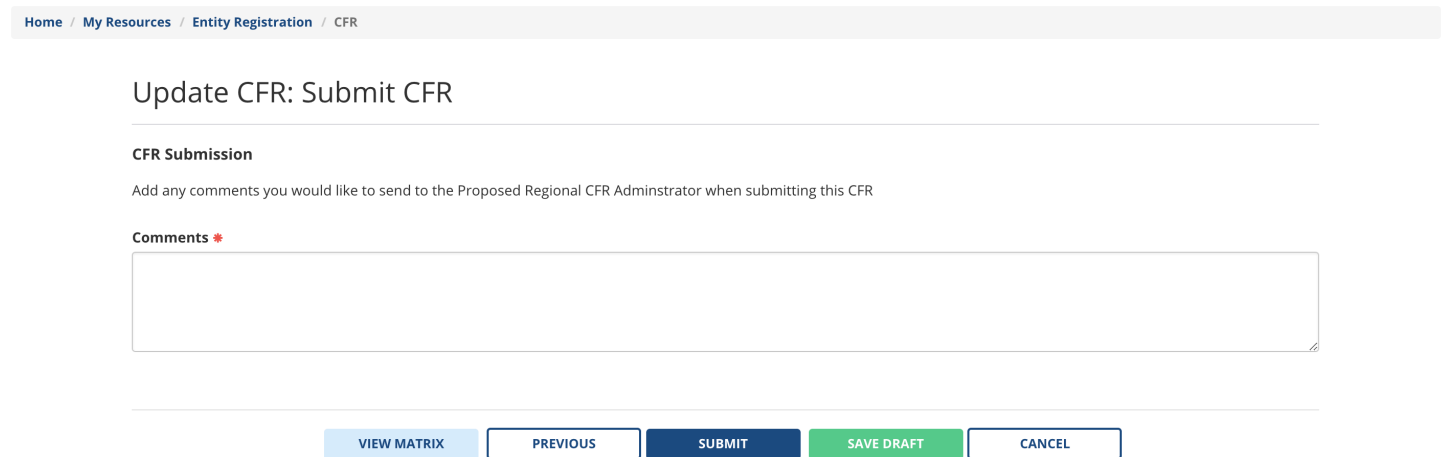 Home / My Resources / Entity Registration / CFR
Update CFR: Submit CFR
CFR Submission
Add any comments you would like to send to the Proposed Regional CFR Adminstrator when submitting this CFR
Comments *
VIEW MATRIX PREVIOUS SUBMIT SAVE DRAFT CANCEL